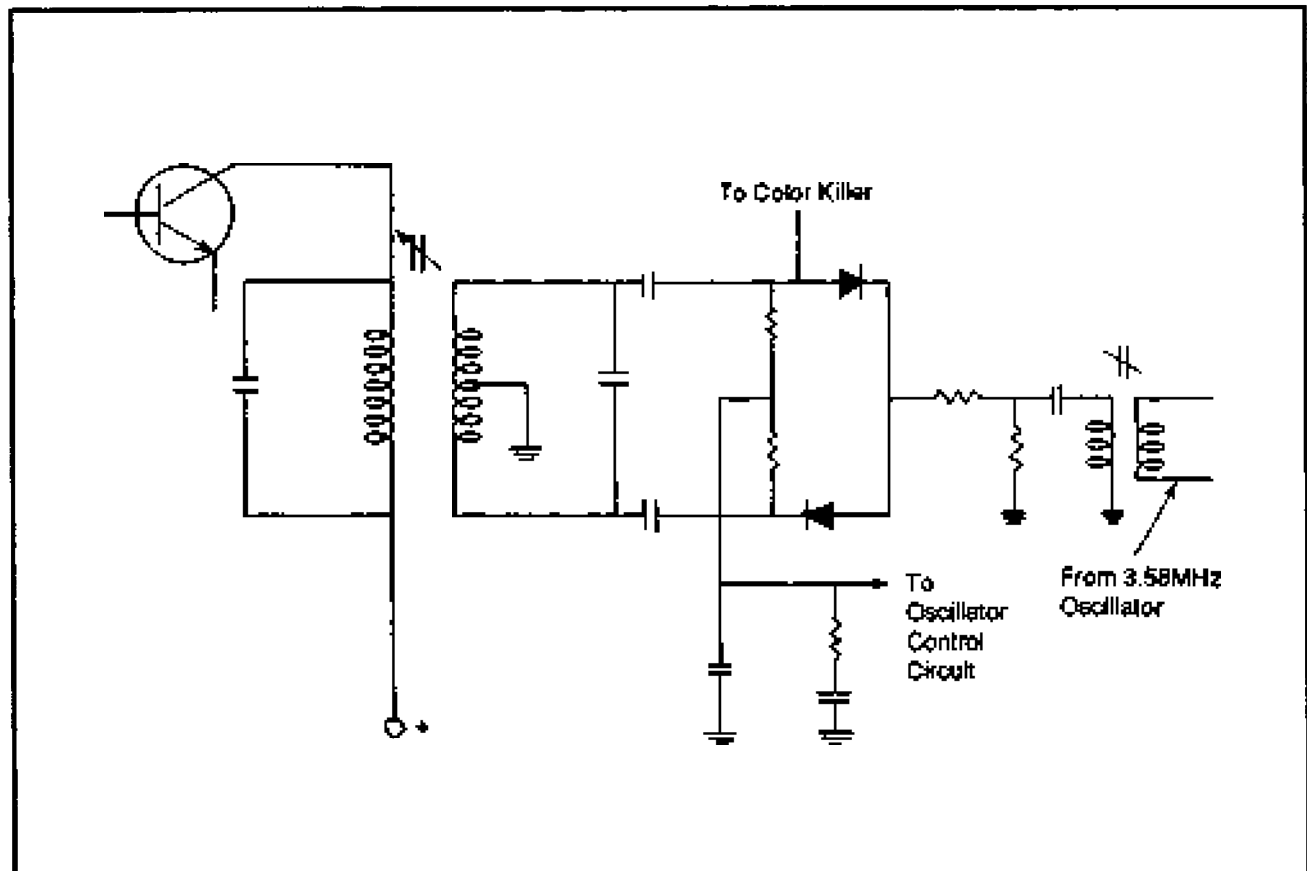 To Color Killer
From 3.58MHz
Oscillator
To
Oscillator
Control
Circuit
+